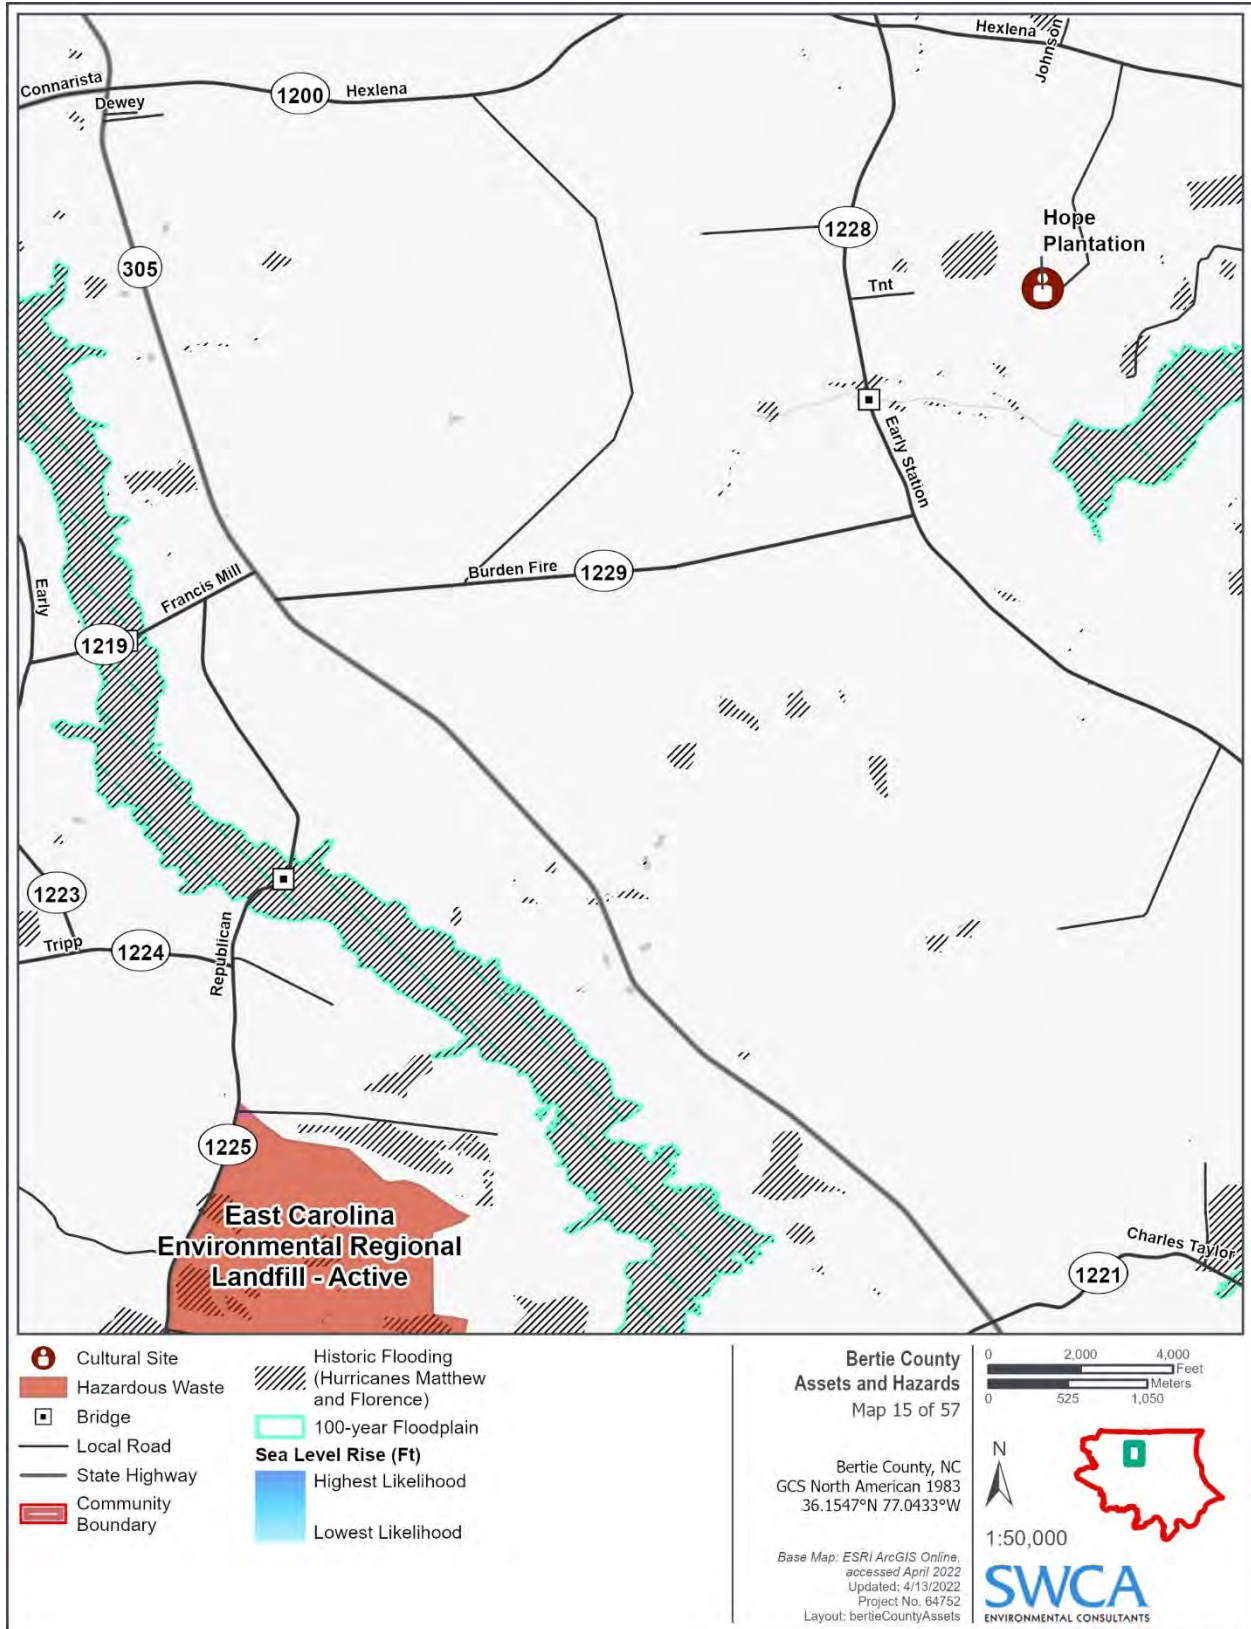 Connarista
Dewey
1200
Hexlena
Hexlena
Johnson
305
1228
Hope
Plantation
Tnt
Early Station
Burden Fire
1229
Francis Mill
Early
1219
1223
Tripp
1224
Republican
1225
East Carolina
Environmental Regional
Landfill - Active
Charles Taylor
1221
Cultural Site
Hazardous Waste
Bridge
Local Road
State Highway
Community
Boundary
Historic Flooding
(Hurricanes Matthew
and Florence)
100-year Floodplain
Sea Level Rise (Ft)
Highest Likelihood
Lowest Likelihood
Bertie County
Assets and Hazards
Map 15 of 57
Bertie County, NC
GCS North American 1983
36.1547°N 77.0433°W
Base Map: ESRI ArcGIS Online,
accessed April 2022
Updated: 4/13/2022
Project No. 64752
Layout: bertieCountyAssets
0 2,000 4,000
Feet
Meters
0 525 1,050
N
1:50,000
SWCA
ENVIRONMENTAL CONSULTANTS